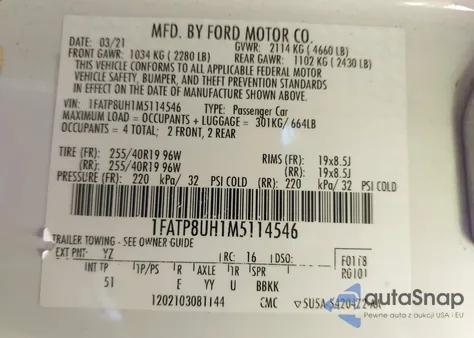 MFD. BY FORD MOTOR CO.
DATE: 03/21 GVWR: 2114 KG ( 4660 LB)
FRONT GAWR: 1034 KG ( 2280 LB) REAR GAWR: 1102 KG ( 2430 LB)
THIS VEHICLE CONFORMS TO ALL APPLICABLE FEDERAL MOTOR
VEHICLE SAFETY, BUMPER, AND THEFT PREVENTION STANDARDS
IN EFFECT ON THE DATE OF MANUFACTURE SHOWN ABOVE.
VIN: 1FATP8UH1M5114546 TYPE: Passenger Car
MAXIMUM LOAD = OCCUPANTS + LUGGAGE = 301KG/ 664LB
OCCUPANTS = 4 TOTAL; 2 FRONT, 2 REAR
TIRE (FR): 255/40R19 96W RIMS (FR): 19x8.5J
(RR): 255/40R19 96W (RR): 19x8.5J
PRESSURE (FR): 220 kPa/ 32 PSI COLD (RR): 220 kPa/ 32 PSI COLD
1FATP8UH1M5114546
TRAILER TOWING - SEE OWNER GUIDE
EXT PNT: YZ RC: 16 DSO: F0118
INT TP TP/PS R AXLE TR SPR R0101
51 E YY U BBKK
1202103081144 CMC
autoSnap
Pewne auta z aukcji USA i EU